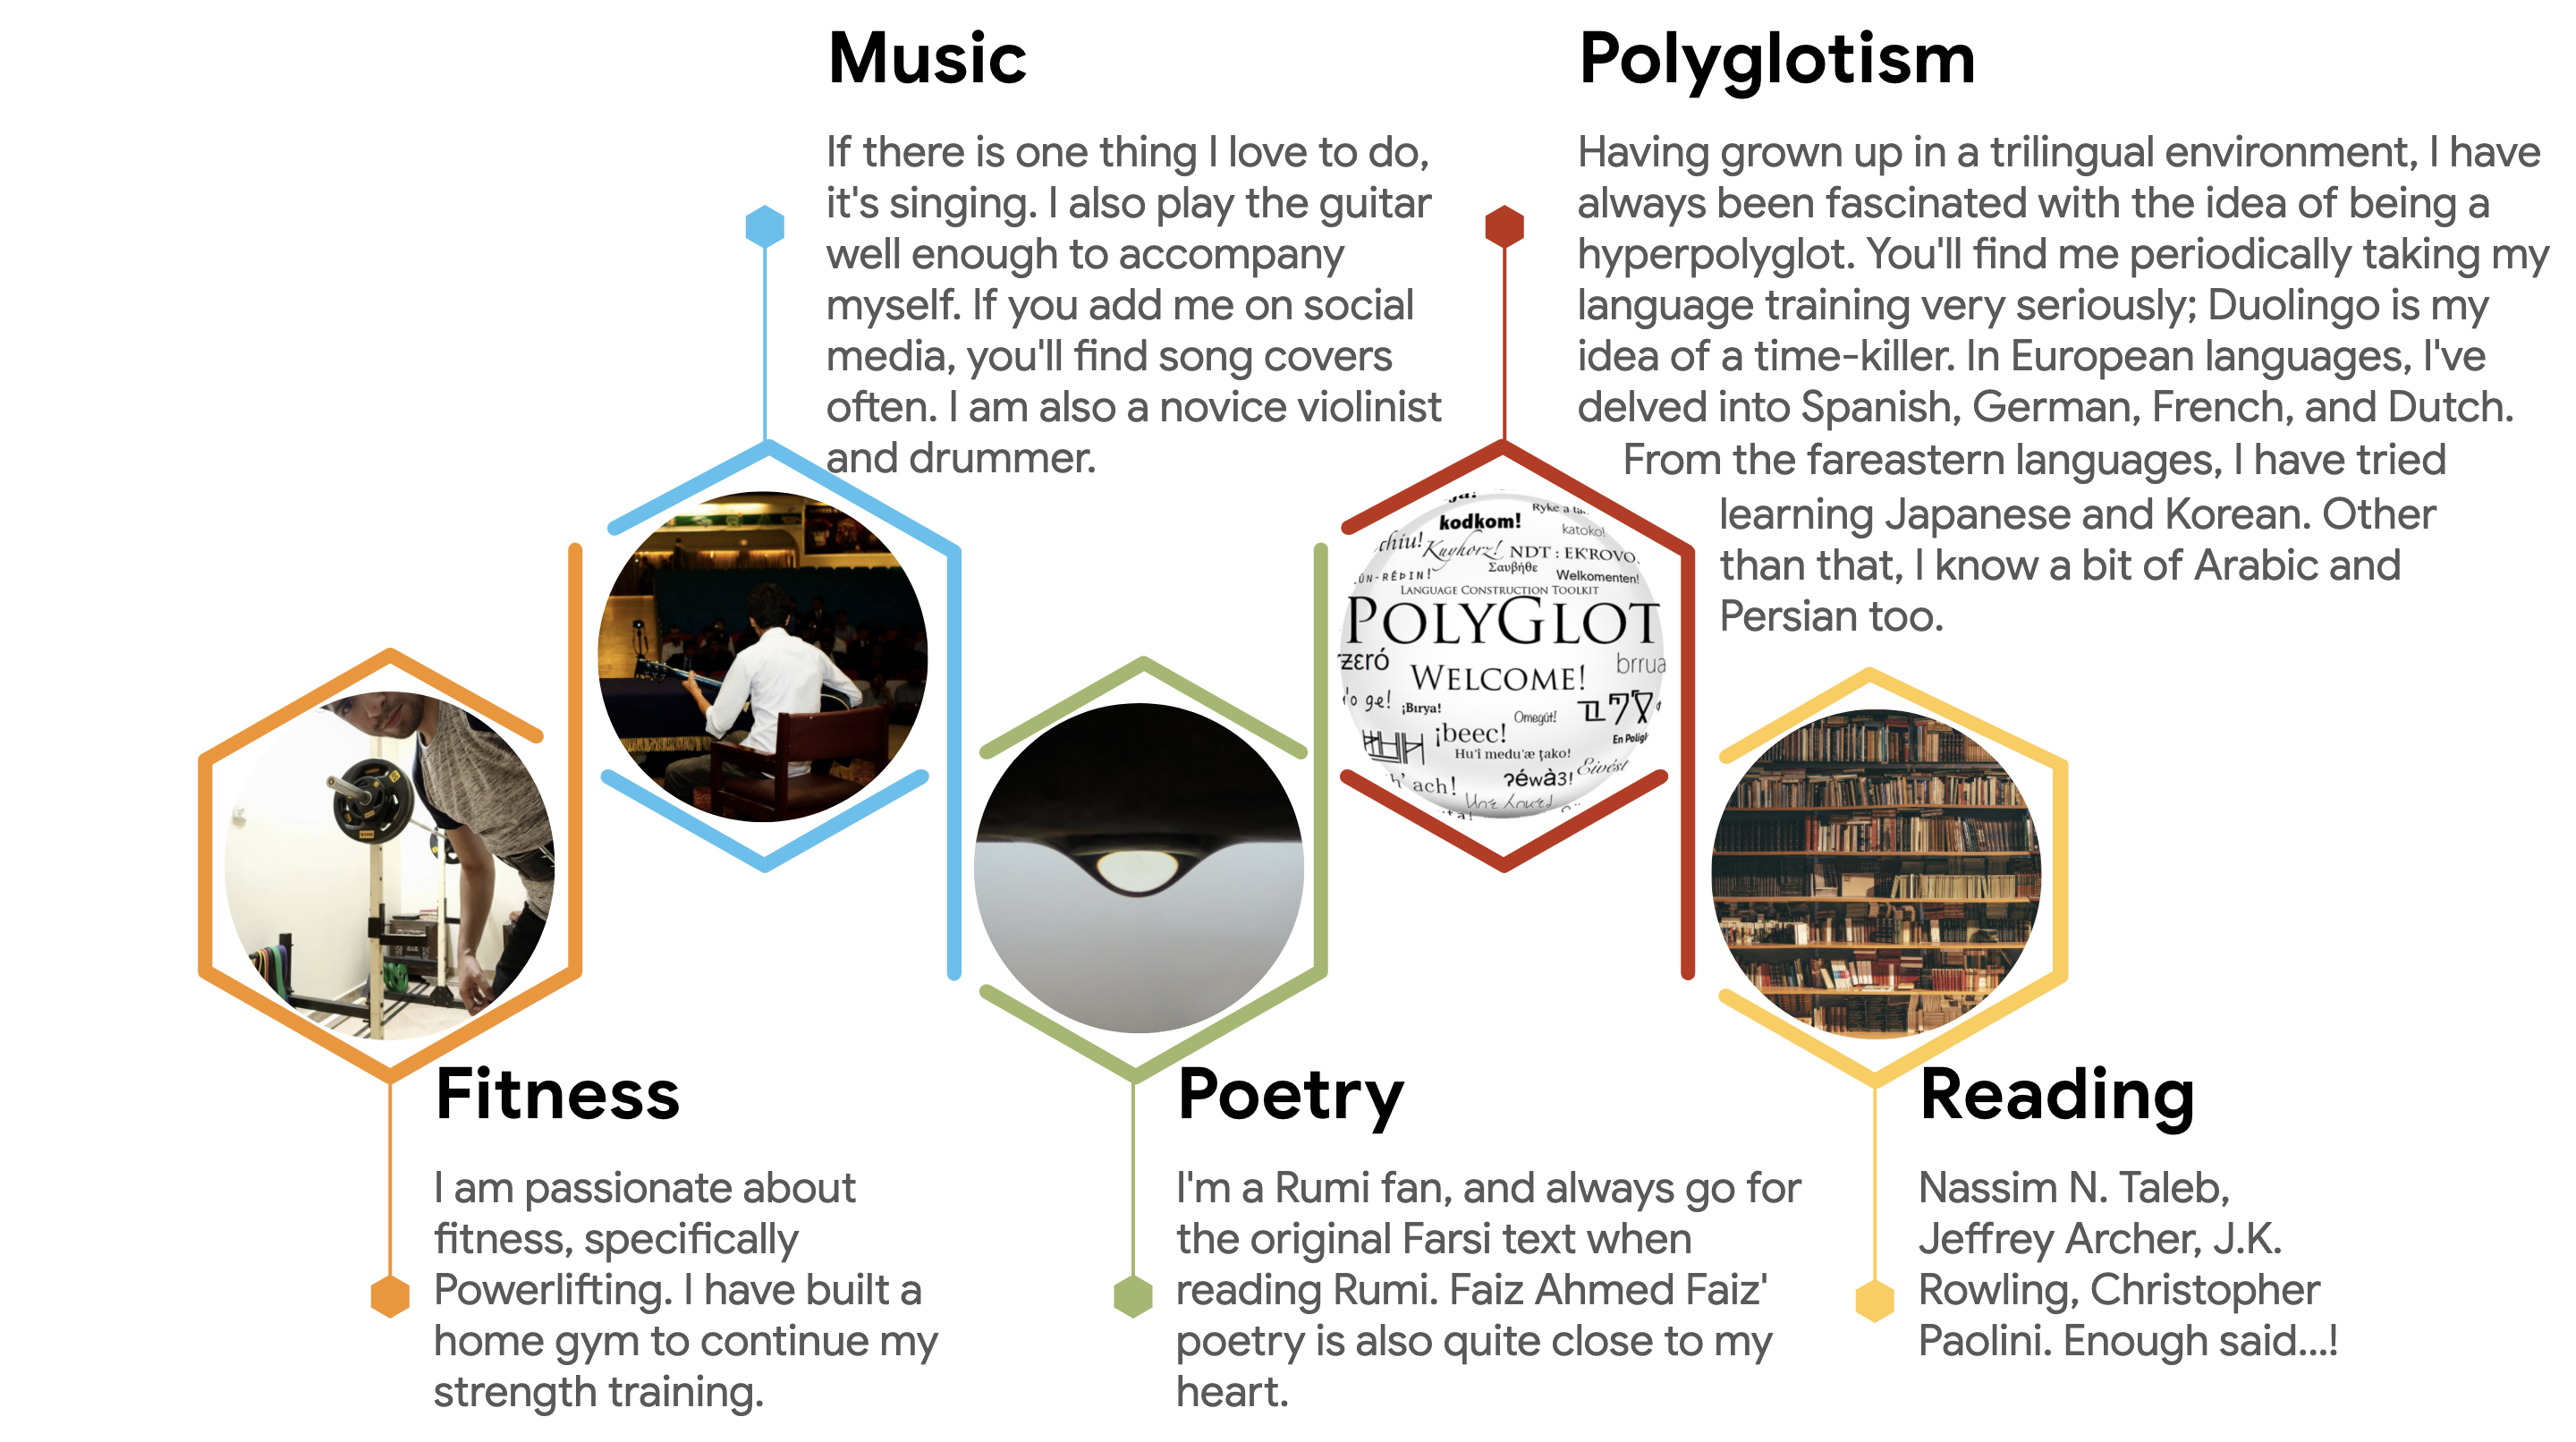 Music
If there is one thing I love to do,
it's singing. I also play the guitar
well enough to accompany
myself. If you add me on social
media, you'll find song covers
often. I am also a novice violinist
and drummer.
Polyglotism
Having grown up in a trilingual environment, I have
always been fascinated with the idea of being a
hyperpolyglot. You'll find me periodically taking my
language training very seriously; Duolingo is my
idea of a time-killer. In European languages, I've
delved into Spanish, German, French, and Dutch.
From the fareastern languages, I have tried
learning Japanese and Korean. Other
than that, I know a bit of Arabic and
Persian too.
kodkom!
katoko!
Kuyhorz! NDT : EK'ROVO.
Σαυβήθε
Welkomenten!
LANGUAGE CONSTRUCTION TOOLKIT
POLYGLOT
WELCOME!
brrua
¡Bırya!
Omegút!
¡beec!
En Polig
Hu'î medu'æ țako!
ʔéwà3!
Eivést
ach!
Fitness
I am passionate about
fitness, specifically
Powerlifting. I have built a
home gym to continue my
strength training.
Poetry
I'm a Rumi fan, and always go for
the original Farsi text when
reading Rumi. Faiz Ahmed Faiz'
poetry is also quite close to my
heart.
Reading
Nassim N. Taleb,
Jeffrey Archer, J.K.
Rowling, Christopher
Paolini. Enough said...!